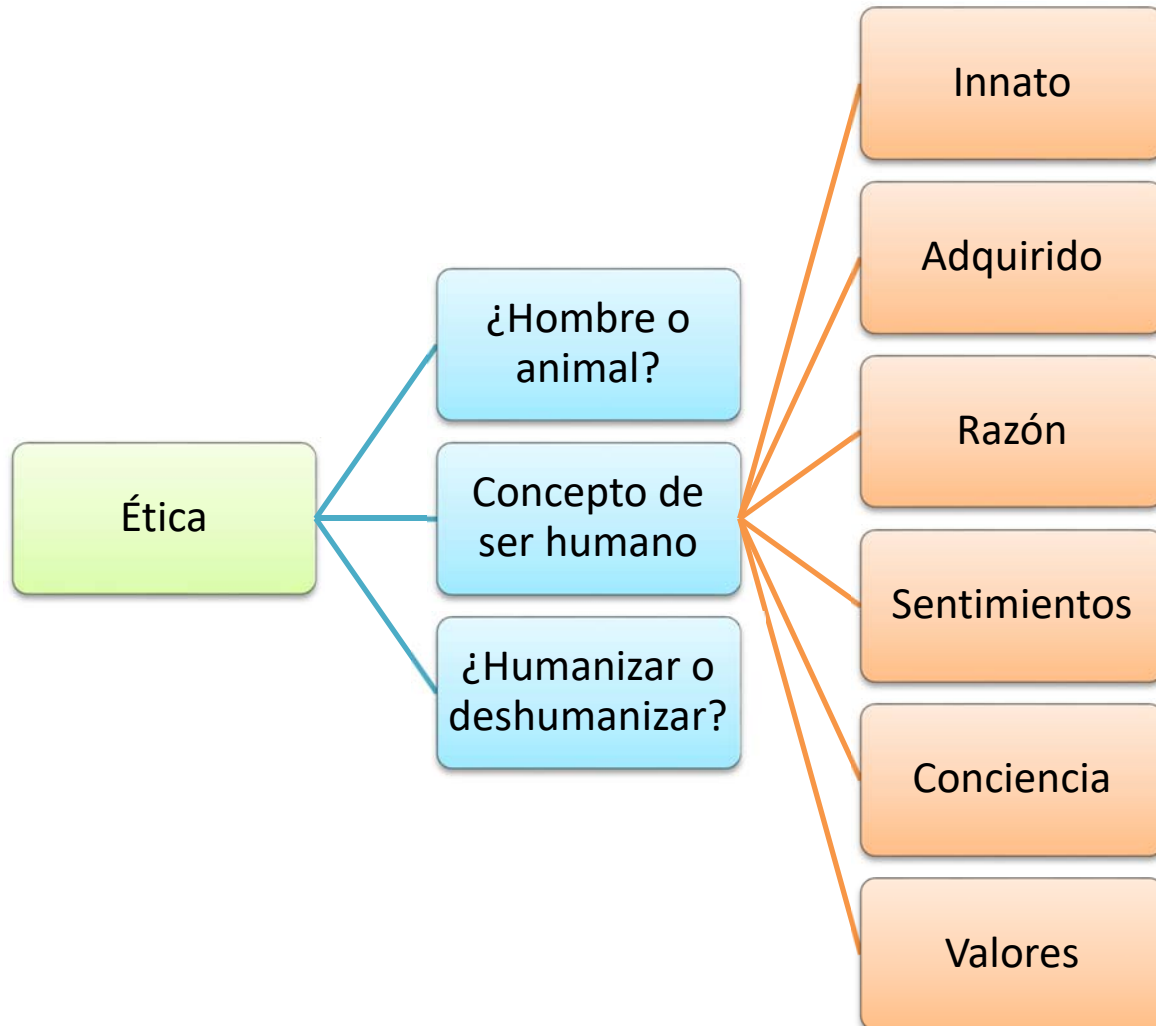 Ética
¿Hombre o
animal?
Concepto de
ser humano
¿Humanizar o
deshumanizar?
Innato
Adquirido
Razón
Sentimientos
Conciencia
Valores